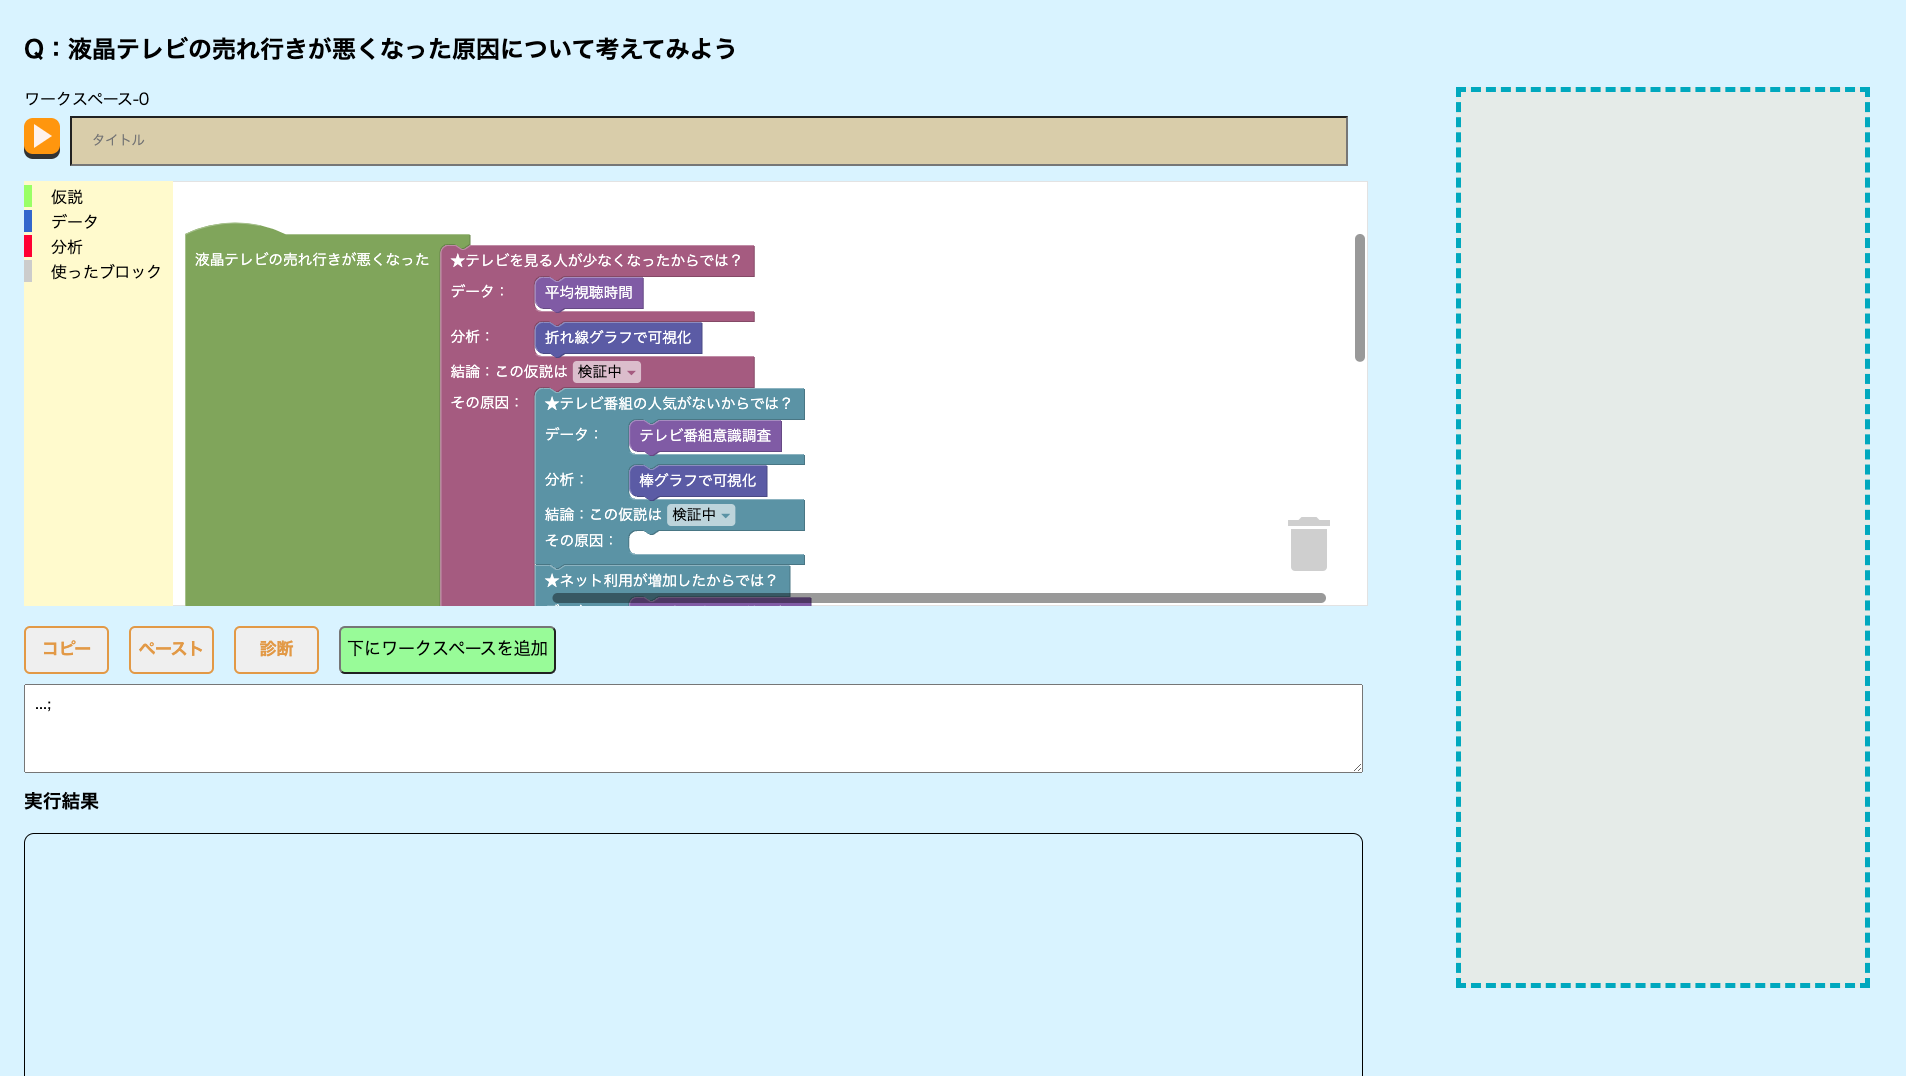 Q：液晶テレビの売れ行きが悪くなった原因について考えてみよう
ワークスペース-0
タイトル
仮説
データ
分析
使ったブロック
液晶テレビの売れ行きが悪くなった
★テレビを見る人が少なくなったからでは？
データ：
平均視聴時間
分析：
折れ線グラフで可視化
結論：この仮説は 検証中
その原因：
★テレビ番組の人気がないからでは？
データ：
テレビ番組意識調査
分析：
棒グラフで可視化
結論：この仮説は 検証中
その原因：
★ネット利用が増加したからでは？
コピー
ペースト
診断
下にワークスペースを追加
...;
実行結果